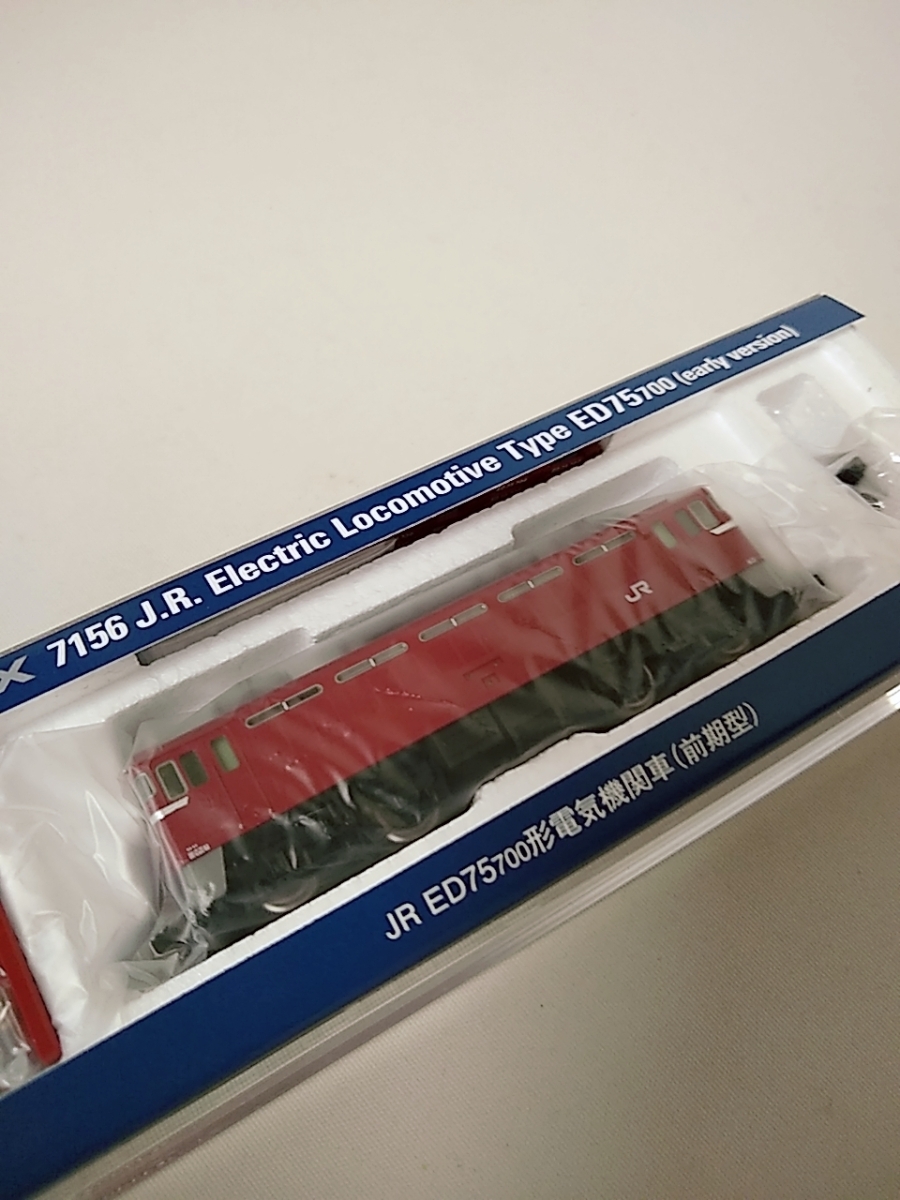 X 7156 J.R. Electric Locomotive Type ED75700 (early version)
JR
JR ED75700形電気機関車(前期型)